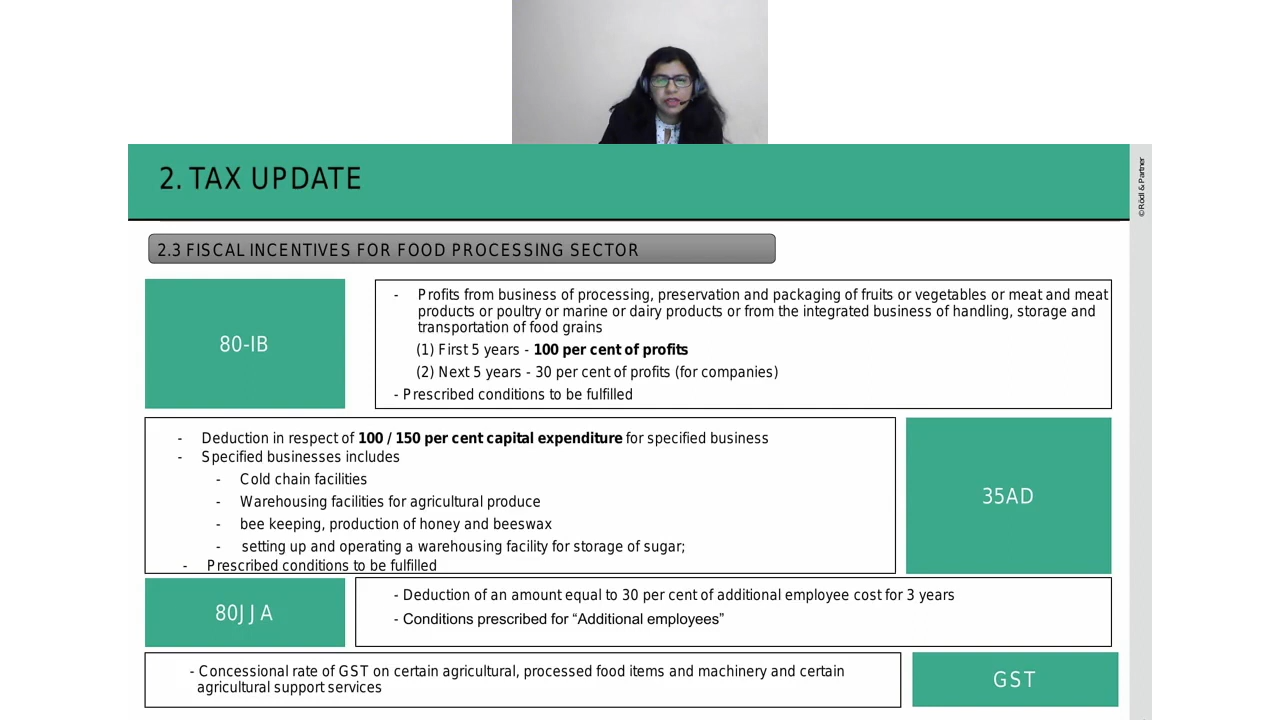 2. TAX UPDATE
© Rödl & Partner
2.3 FISCAL INCENTIVES FOR FOOD PROCESSING SECTOR
80-IB
- Profits from business of processing, preservation and packaging of fruits or vegetables or meat and meat
products or poultry or marine or dairy products or from the integrated business of handling, storage and
transportation of food grains
(1) First 5 years - 100 per cent of profits
(2) Next 5 years - 30 per cent of profits (for companies)
- Prescribed conditions to be fulfilled
- Deduction in respect of 100 / 150 per cent capital expenditure for specified business
- Specified businesses includes
- Cold chain facilities
- Warehousing facilities for agricultural produce
- bee keeping, production of honey and beeswax
- setting up and operating a warehousing facility for storage of sugar;
- Prescribed conditions to be fulfilled
35AD
80JJA
- Deduction of an amount equal to 30 per cent of additional employee cost for 3 years
- Conditions prescribed for “Additional employees”
- Concessional rate of GST on certain agricultural, processed food items and machinery and certain
agricultural support services
GST